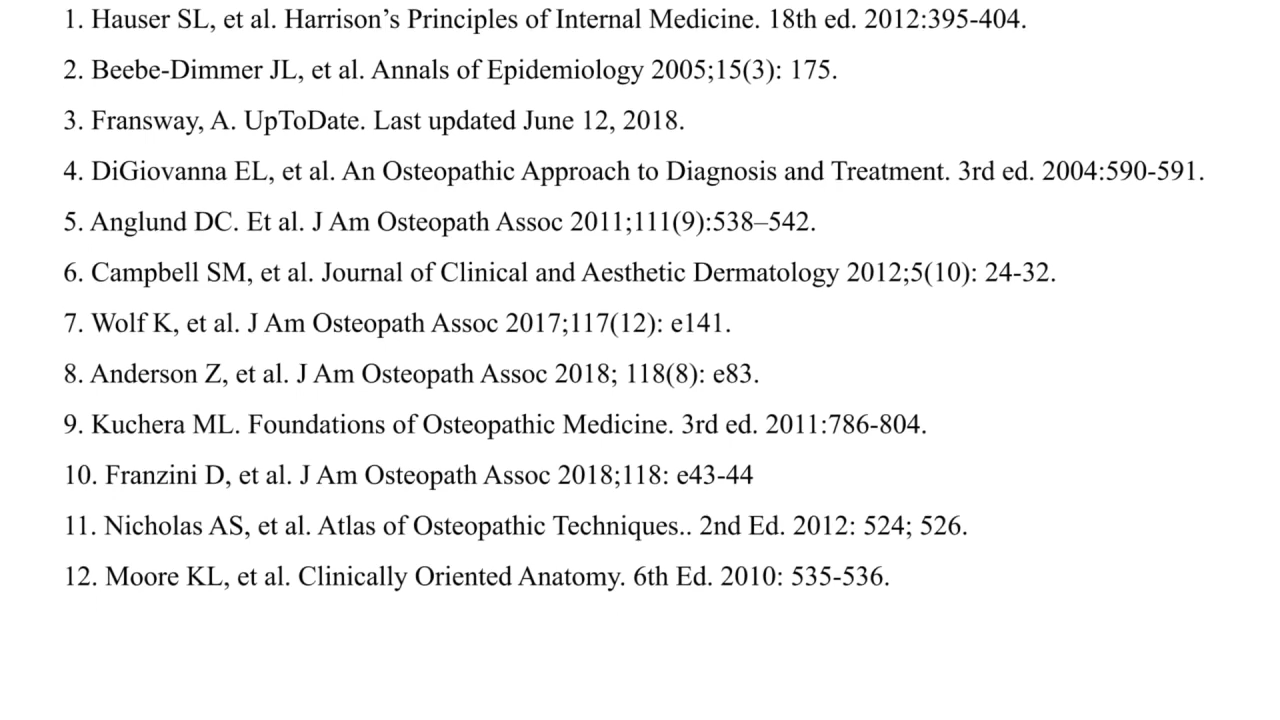 1. Hauser SL, et al. Harrison’s Principles of Internal Medicine. 18th ed. 2012:395-404.
2. Beebe-Dimmer JL, et al. Annals of Epidemiology 2005;15(3): 175.
3. Fransway, A. UpToDate. Last updated June 12, 2018.
4. DiGiovanna EL, et al. An Osteopathic Approach to Diagnosis and Treatment. 3rd ed. 2004:590-591.
5. Anglund DC. Et al. J Am Osteopath Assoc 2011;111(9):538–542.
6. Campbell SM, et al. Journal of Clinical and Aesthetic Dermatology 2012;5(10): 24-32.
7. Wolf K, et al. J Am Osteopath Assoc 2017;117(12): e141.
8. Anderson Z, et al. J Am Osteopath Assoc 2018; 118(8): e83.
9. Kuchera ML. Foundations of Osteopathic Medicine. 3rd ed. 2011:786-804.
10. Franzini D, et al. J Am Osteopath Assoc 2018;118: e43-44
11. Nicholas AS, et al. Atlas of Osteopathic Techniques.. 2nd Ed. 2012: 524; 526.
12. Moore KL, et al. Clinically Oriented Anatomy. 6th Ed. 2010: 535-536.